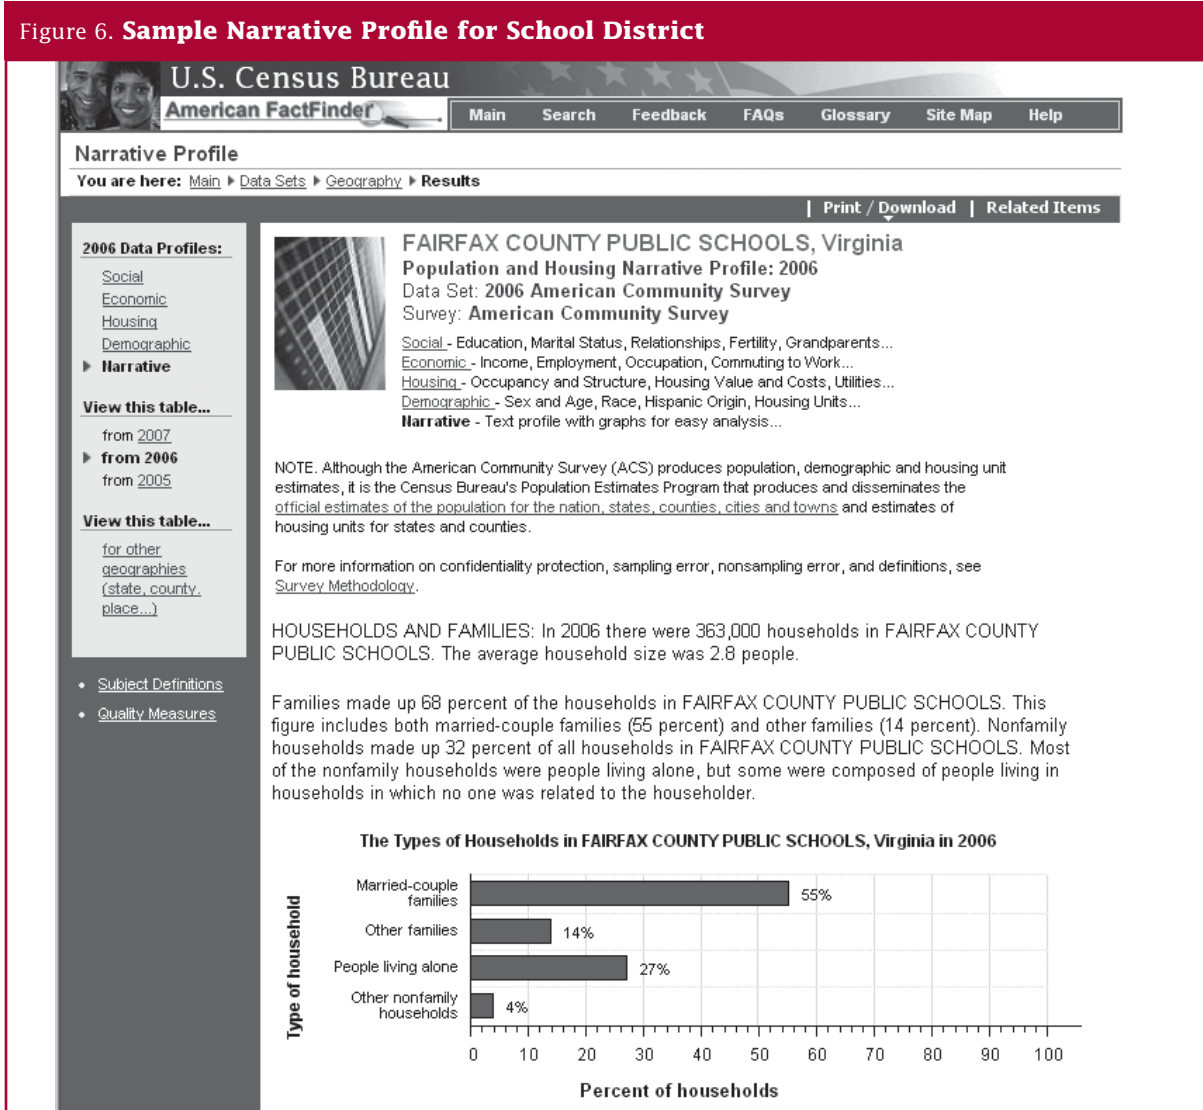 Figure 6. Sample Narrative Profile for School District
U.S. Census Bureau
American FactFinder
Main Search Feedback FAQs Glossary Site Map Help
Narrative Profile
You are here: Main Data Sets Geography Results
| Print / Download | Related Items
2006 Data Profiles:
Social
Economic
Housing
Demographic
Narrative
View this table...
from 2007
from 2006
from 2005
View this table...
for other
geographies
(state, county,
place...)
• Subject Definitions
• Quality Measures
FAIRFAX COUNTY PUBLIC SCHOOLS, Virginia
Population and Housing Narrative Profile: 2006
Data Set: 2006 American Community Survey
Survey: American Community Survey
Social - Education, Marital Status, Relationships, Fertility, Grandparents...
Economic - Income, Employment, Occupation, Commuting to Work...
Housing - Occupancy and Structure, Housing Value and Costs, Utilities...
Demographic - Sex and Age, Race, Hispanic Origin, Housing Units...
Narrative - Text profile with graphs for easy analysis...
NOTE. Although the American Community Survey (ACS) produces population, demographic and housing unit
estimates, it is the Census Bureau's Population Estimates Program that produces and disseminates the
official estimates of the population for the nation, states, counties, cities and towns and estimates of
housing units for states and counties.
For more information on confidentiality protection, sampling error, nonsampling error, and definitions, see
Survey Methodology.
HOUSEHOLDS AND FAMILIES: In 2006 there were 363,000 households in FAIRFAX COUNTY
PUBLIC SCHOOLS. The average household size was 2.8 people.
Families made up 68 percent of the households in FAIRFAX COUNTY PUBLIC SCHOOLS. This
figure includes both married-couple families (55 percent) and other families (14 percent). Nonfamily
households made up 32 percent of all households in FAIRFAX COUNTY PUBLIC SCHOOLS. Most
of the nonfamily households were people living alone, but some were composed of people living in
households in which no one was related to the householder.
The Types of Households in FAIRFAX COUNTY PUBLIC SCHOOLS, Virginia in 2006
Type of household
Married-couple
families
55%
Other families
14%
People living alone
27%
Other nonfamily
households
4%
0 10 20 30 40 50 60 70 80 90 100
Percent of households